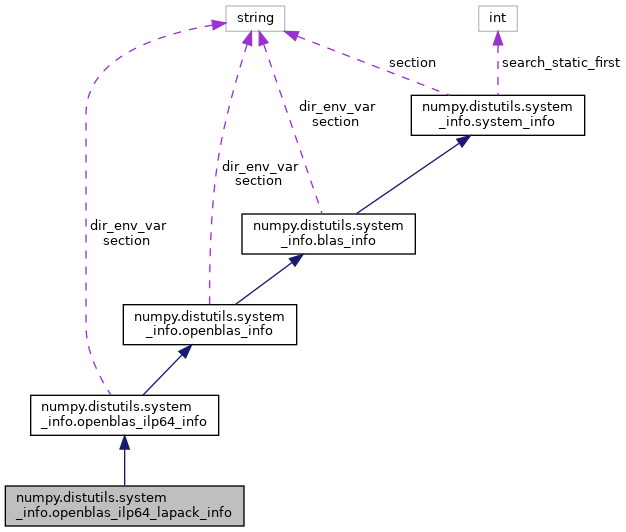 string
int
section
search_static_first
numpy.distutils.system
_info.system_info
dir_env_var
section
dir_env_var
section
dir_env_var
section
numpy.distutils.system
_info.blas_info
numpy.distutils.system
_info.openblas_info
numpy.distutils.system
_info.openblas_ilp64_info
numpy.distutils.system
_info.openblas_ilp64_lapack_info